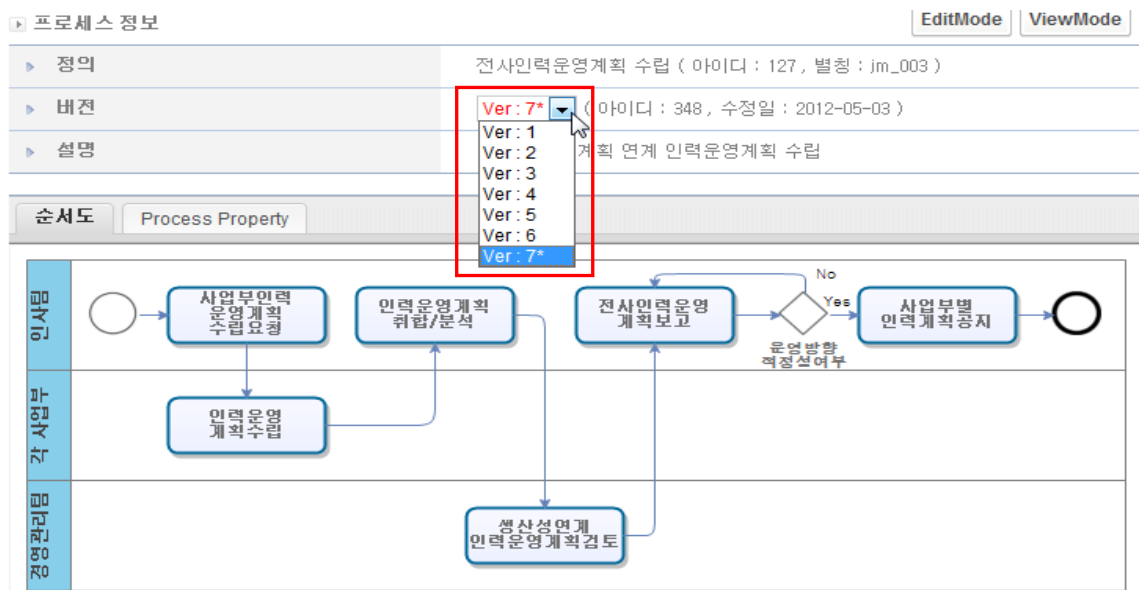 프로세스 정보
EditMode
ViewMode
정의
전사인력운영계획 수립 ( 아이디 : 127 , 별칭 : jm_003 )
버전
Ver : 7*
( 아이디 : 348 , 수정일 : 2012-05-03 )
Ver : 1
Ver : 2
Ver : 3
Ver : 4
Ver : 5
Ver : 6
Ver : 7*
설명
계획 연계 인력운영계획 수립
순서도
Process Property
인사팀
사업부인력
운영계획
수립요청
인력운영계획
취합/분석
전사인력운영
계획보고
No
Yes
운영방향
적정성여부
사업부별
인력계획공지
각 사업부
인력운영
계획수립
경영관리팀
생산성연계
인력운영계획검토